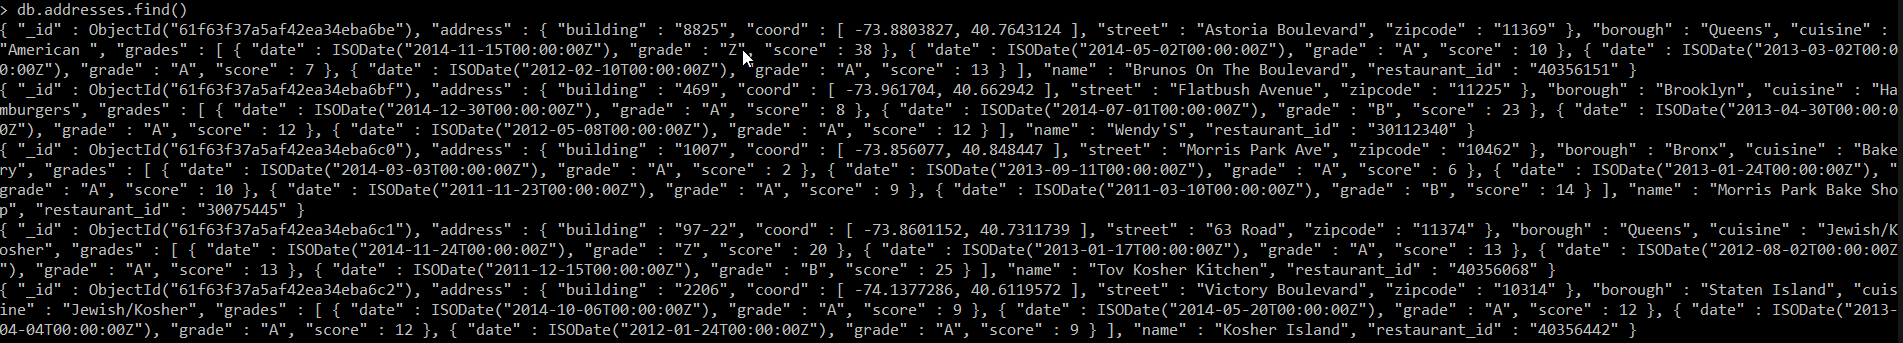 > db.addresses.find()
{ "_id" : ObjectId("61f63f37a5af42ea34eba6be"), "address" : { "building" : "8825", "coord" : [ -73.8803827, 40.7643124 ], "street" : "Astoria Boulevard", "zipcode" : "11369" }, "borough" : "Queens", "cuisine" :
"American ", "grades" : [ { "date" : ISODate("2014-11-15T00:00:00Z"), "grade" : "Z", "score" : 38 }, { "date" : ISODate("2014-05-02T00:00:00Z"), "grade" : "A", "score" : 10 }, { "date" : ISODate("2013-03-02T00:0
0:00Z"), "grade" : "A", "score" : 7 }, { "date" : ISODate("2012-02-10T00:00:00Z"), "grade" : "A", "score" : 13 } ], "name" : "Brunos On The Boulevard", "restaurant_id" : "40356151" }
{ "_id" : ObjectId("61f63f37a5af42ea34eba6bf"), "address" : { "building" : "469", "coord" : [ -73.961704, 40.662942 ], "street" : "Flatbush Avenue", "zipcode" : "11225" }, "borough" : "Brooklyn", "cuisine" : "Ha
mburgers", "grades" : [ { "date" : ISODate("2014-12-30T00:00:00Z"), "grade" : "A", "score" : 8 }, { "date" : ISODate("2014-07-01T00:00:00Z"), "grade" : "B", "score" : 23 }, { "date" : ISODate("2013-04-30T00:00:0
0Z"), "grade" : "A", "score" : 12 }, { "date" : ISODate("2012-05-08T00:00:00Z"), "grade" : "A", "score" : 12 } ], "name" : "Wendy'S", "restaurant_id" : "30112340" }
{ "_id" : ObjectId("61f63f37a5af42ea34eba6c0"), "address" : { "building" : "1007", "coord" : [ -73.856077, 40.848447 ], "street" : "Morris Park Ave", "zipcode" : "10462" }, "borough" : "Bronx", "cuisine" : "Bake
ry", "grades" : [ { "date" : ISODate("2014-03-03T00:00:00Z"), "grade" : "A", "score" : 2 }, { "date" : ISODate("2013-09-11T00:00:00Z"), "grade" : "A", "score" : 6 }, { "date" : ISODate("2013-01-24T00:00:00Z"), "
grade" : "A", "score" : 10 }, { "date" : ISODate("2011-11-23T00:00:00Z"), "grade" : "A", "score" : 9 }, { "date" : ISODate("2011-03-10T00:00:00Z"), "grade" : "B", "score" : 14 } ], "name" : "Morris Park Bake Sho
p", "restaurant_id" : "30075445" }
{ "_id" : ObjectId("61f63f37a5af42ea34eba6c1"), "address" : { "building" : "97-22", "coord" : [ -73.8601152, 40.7311739 ], "street" : "63 Road", "zipcode" : "11374" }, "borough" : "Queens", "cuisine" : "Jewish/K
osher", "grades" : [ { "date" : ISODate("2014-11-24T00:00:00Z"), "grade" : "Z", "score" : 20 }, { "date" : ISODate("2013-01-17T00:00:00Z"), "grade" : "A", "score" : 13 }, { "date" : ISODate("2012-08-02T00:00:00Z
"), "grade" : "A", "score" : 13 }, { "date" : ISODate("2011-12-15T00:00:00Z"), "grade" : "B", "score" : 25 } ], "name" : "Tov Kosher Kitchen", "restaurant_id" : "40356068" }
{ "_id" : ObjectId("61f63f37a5af42ea34eba6c2"), "address" : { "building" : "2206", "coord" : [ -74.1377286, 40.6119572 ], "street" : "Victory Boulevard", "zipcode" : "10314" }, "borough" : "Staten Island", "cuis
ine" : "Jewish/Kosher", "grades" : [ { "date" : ISODate("2014-10-06T00:00:00Z"), "grade" : "A", "score" : 9 }, { "date" : ISODate("2014-05-20T00:00:00Z"), "grade" : "A", "score" : 12 }, { "date" : ISODate("2013-
04-04T00:00:00Z"), "grade" : "A", "score" : 12 }, { "date" : ISODate("2012-01-24T00:00:00Z"), "grade" : "A", "score" : 9 } ], "name" : "Kosher Island", "restaurant_id" : "40356442" }